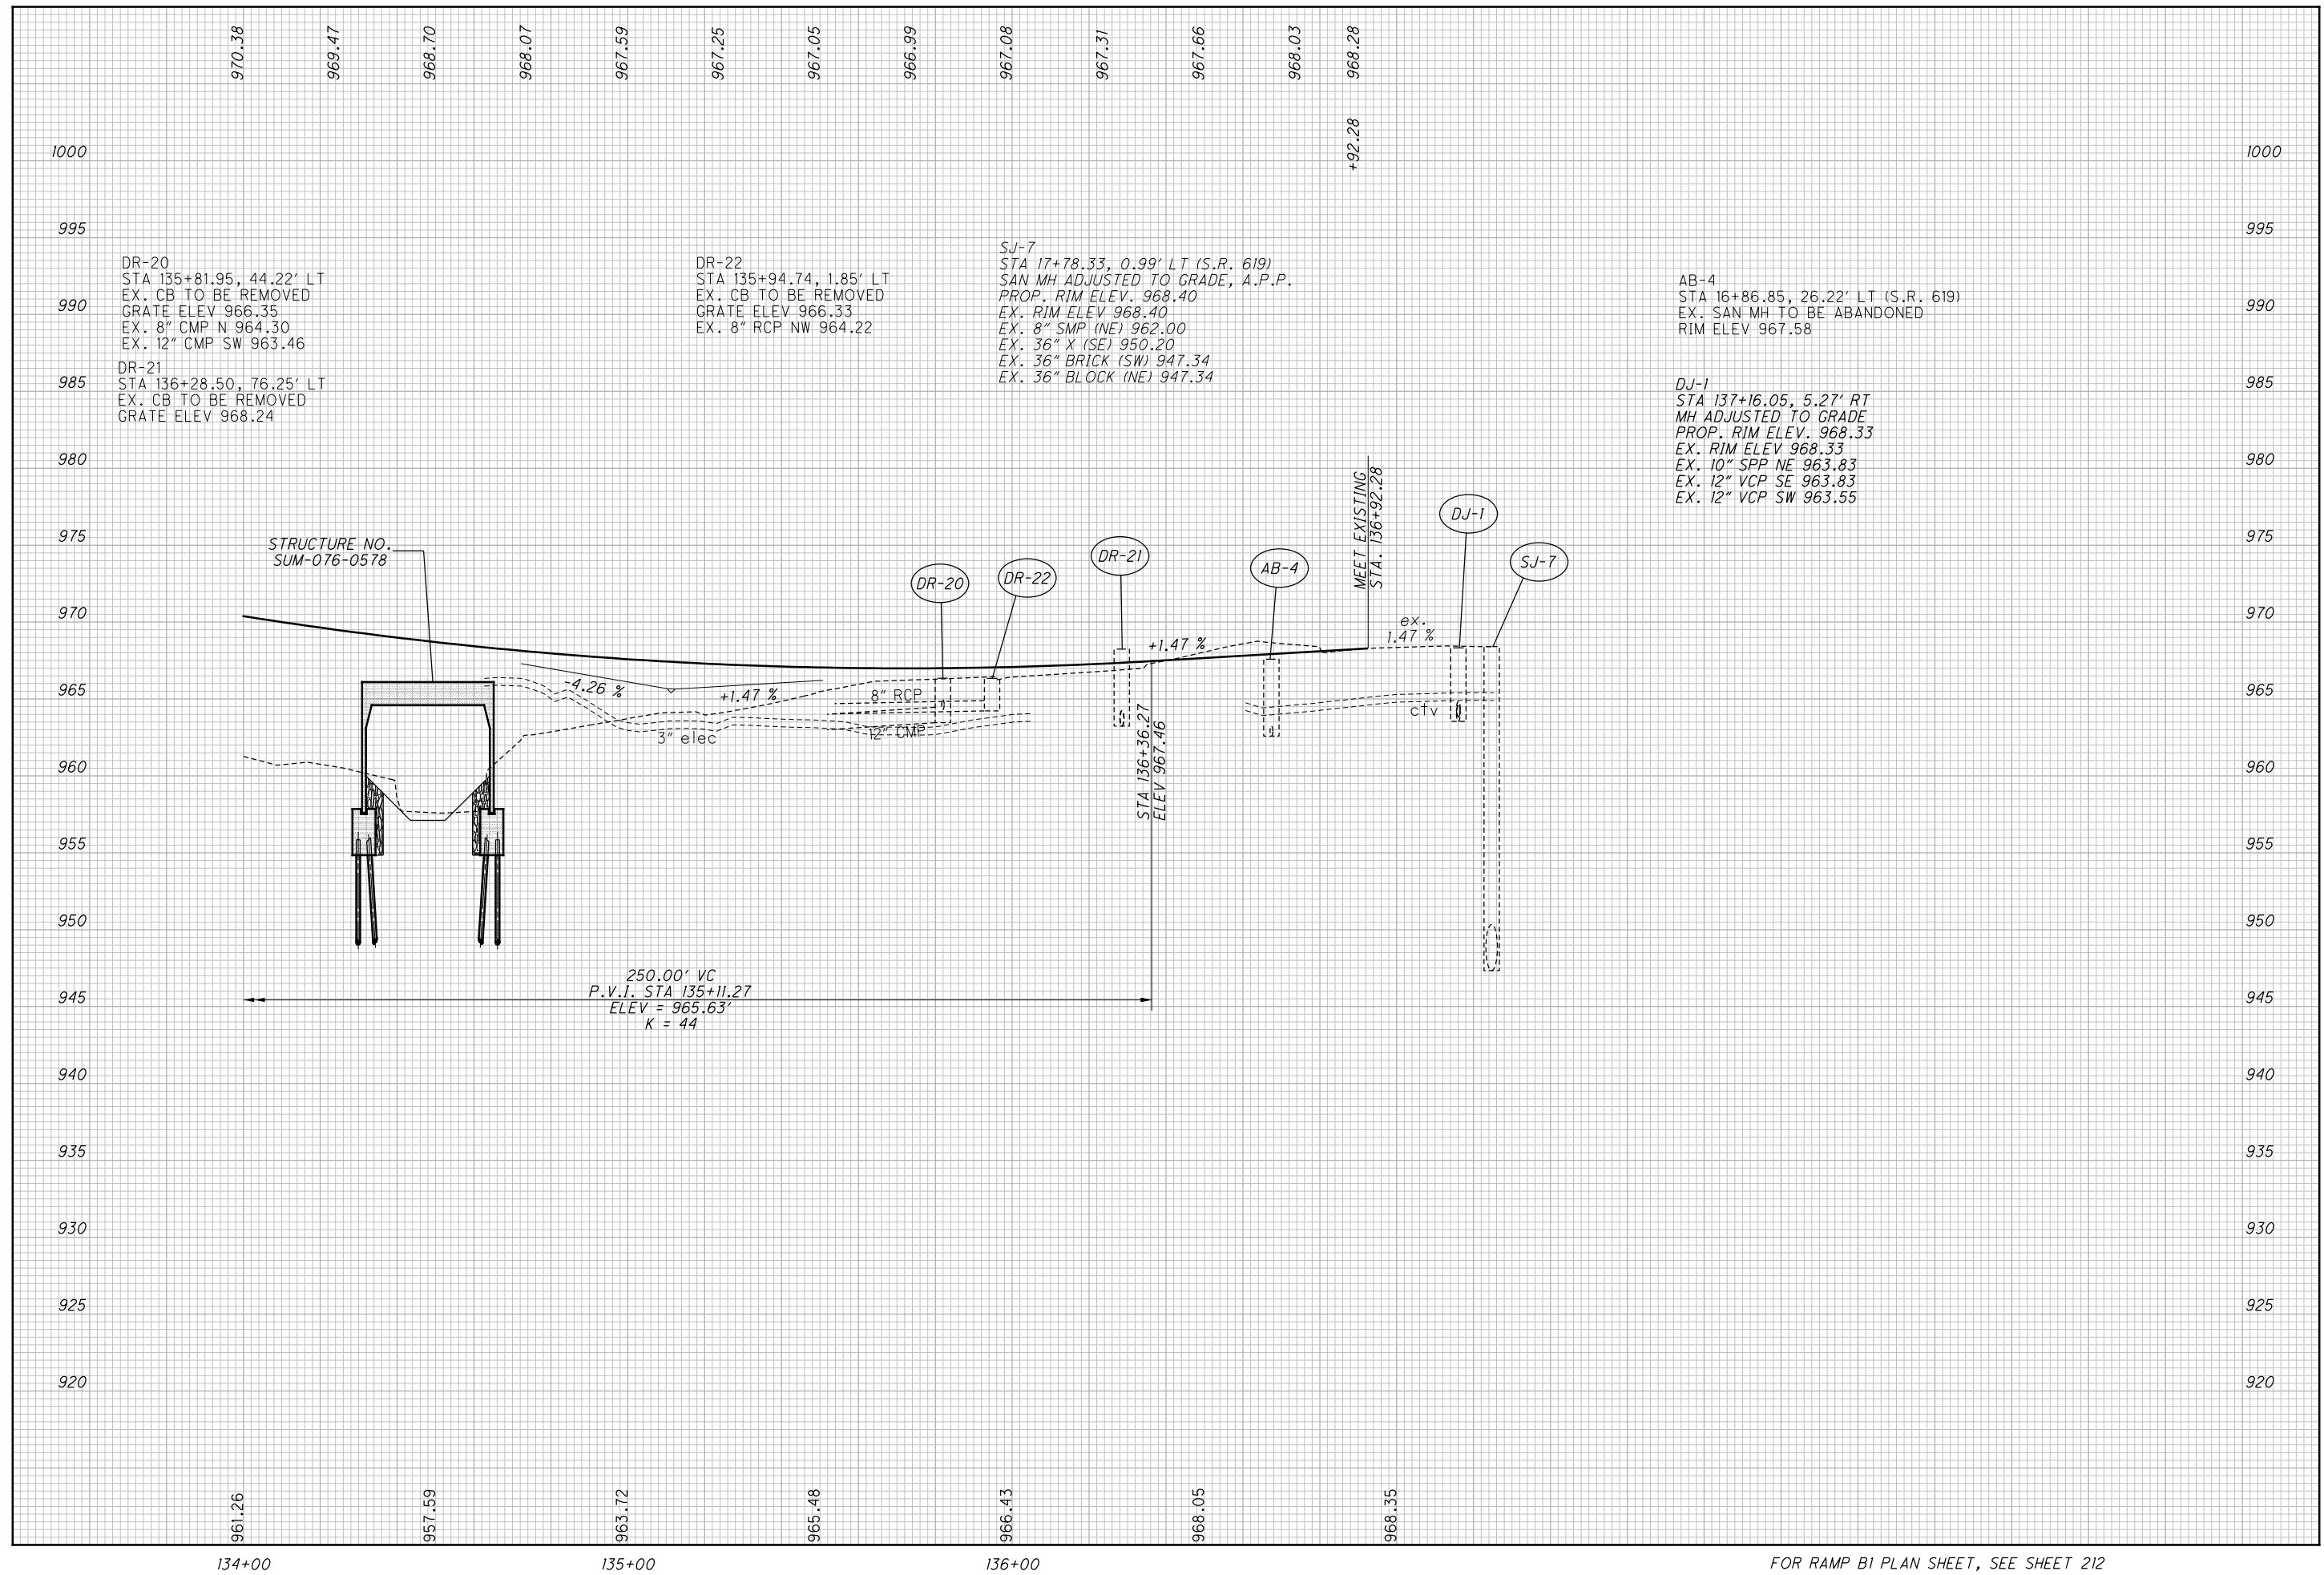 970.38
969.47
968.70
968.07
967.59
967.25
967.05
966.99
967.08
967.31
967.66
968.03
968.28
+92.28
1000
1000
995
995
990
990
985
985
980
980
975
975
970
970
965
965
960
960
955
955
950
950
945
945
940
940
935
935
930
930
925
925
920
920
DR-20
STA 135+81.95, 44.22' LT
EX. CB TO BE REMOVED
GRATE ELEV 966.35
EX. 8" CMP N 964.30
EX. 12" CMP SW 963.46
DR-21
STA 136+28.50, 76.25' LT
EX. CB TO BE REMOVED
GRATE ELEV 968.24
DR-22
STA 135+94.74, 1.85' LT
EX. CB TO BE REMOVED
GRATE ELEV 966.33
EX. 8" RCP NW 964.22
SJ-7
STA 17+78.33, 0.99' LT (S.R. 619)
SAN MH ADJUSTED TO GRADE, A.P.P.
PROP. RIM ELEV. 968.40
EX. RIM ELEV 968.40
EX. 8" SMP (NE) 962.00
EX. 36" X (SE) 950.20
EX. 36" BRICK (SW) 947.34
EX. 36" BLOCK (NE) 947.34
AB-4
STA 16+86.85, 26.22' LT (S.R. 619)
EX. SAN MH TO BE ABANDONED
RIM ELEV 967.58
DJ-1
STA 137+16.05, 5.27' RT
MH ADJUSTED TO GRADE
PROP. RIM ELEV. 968.33
EX. RIM ELEV 968.33
EX. 10" SPP NE 963.83
EX. 12" VCP SE 963.83
EX. 12" VCP SW 963.55
STRUCTURE NO.
SUM-076-0578
DR-20
DR-22
DR-21
AB-4
MEET EXISTING
STA. 136+92.28
DJ-1
SJ-7
ex.
1.47 %
+1.47 %
-4.26 %
+1.47 %
8" RCP
12" CMP
3" elec
ctv
STA 136+36.27
ELEV 967.46
250.00' VC
P.V.I. STA 135+11.27
ELEV = 965.63'
K = 44
961.26
957.59
963.72
965.48
966.43
968.05
968.35
134+00
135+00
136+00
FOR RAMP B1 PLAN SHEET, SEE SHEET 212